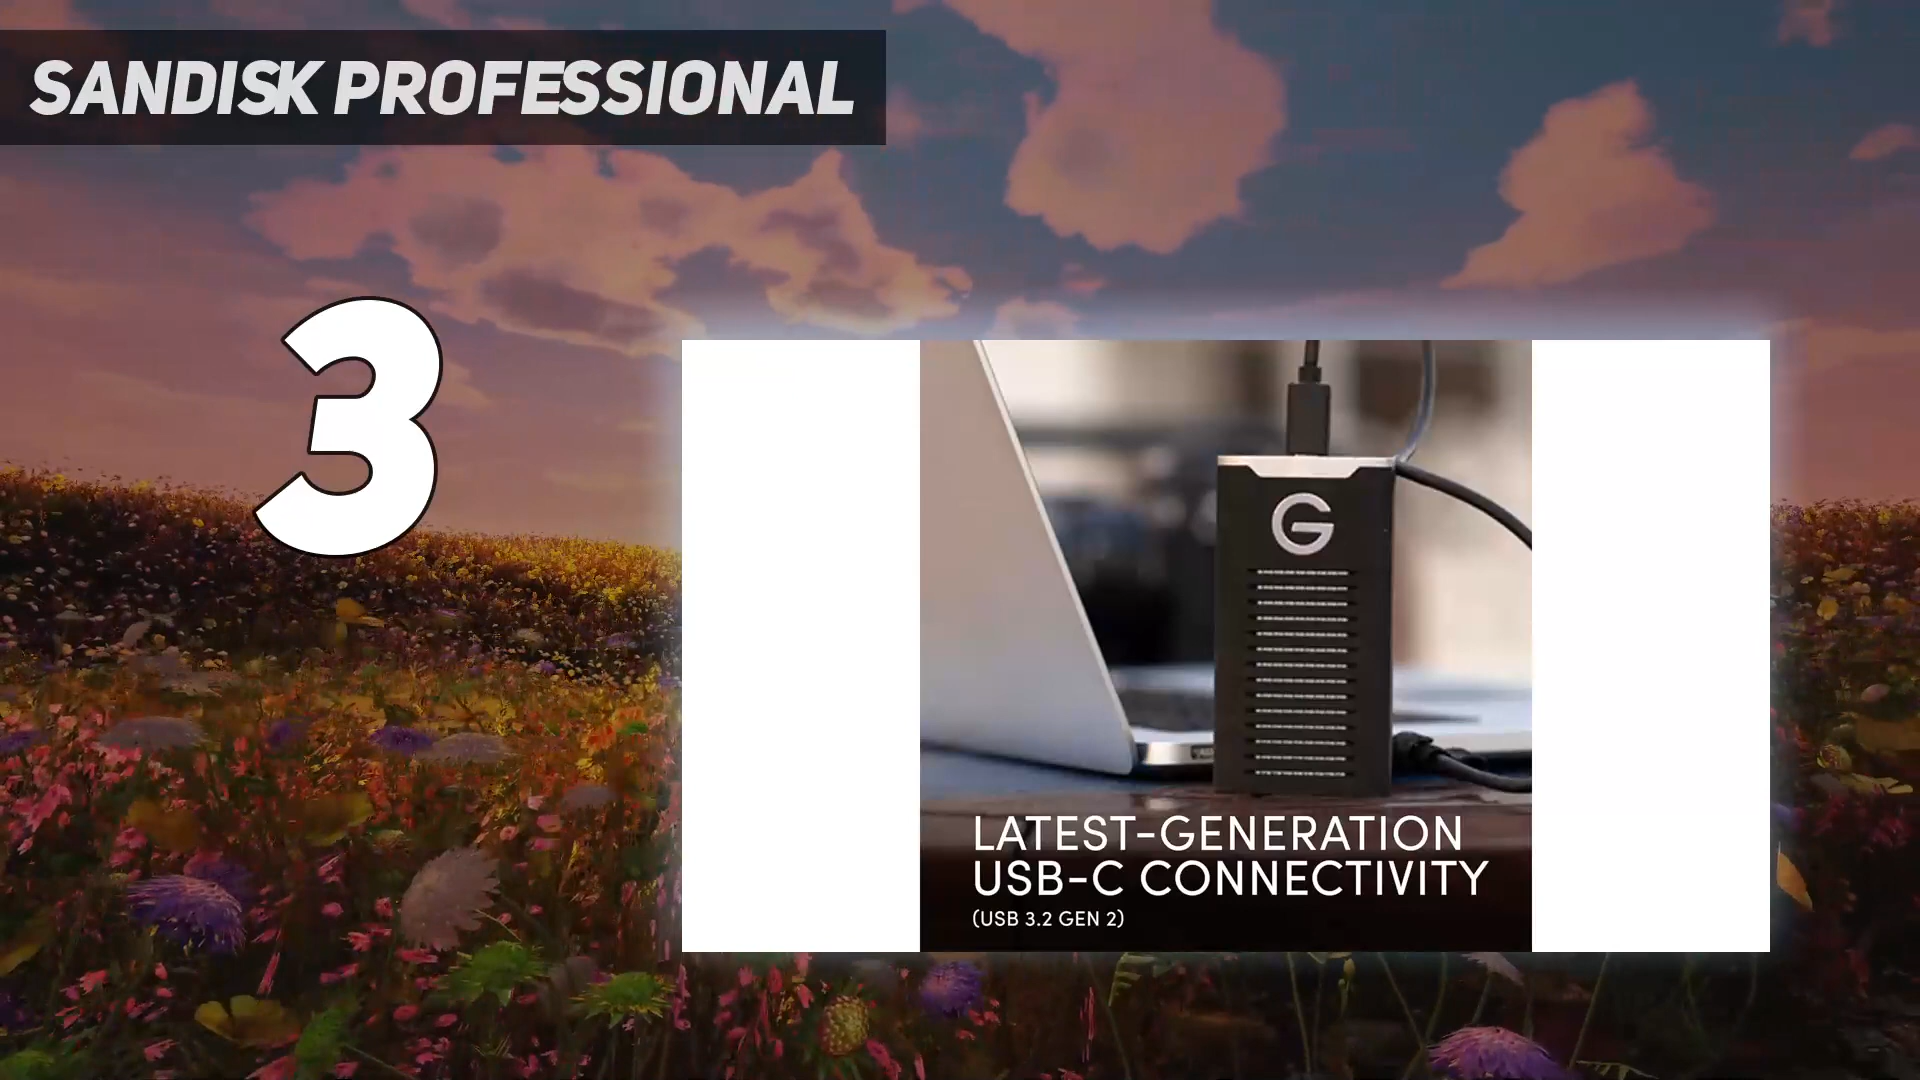 SANDISK PROFESSIONAL
3
G
LATEST-GENERATION
USB-C CONNECTIVITY
(USB 3.2 GEN 2)